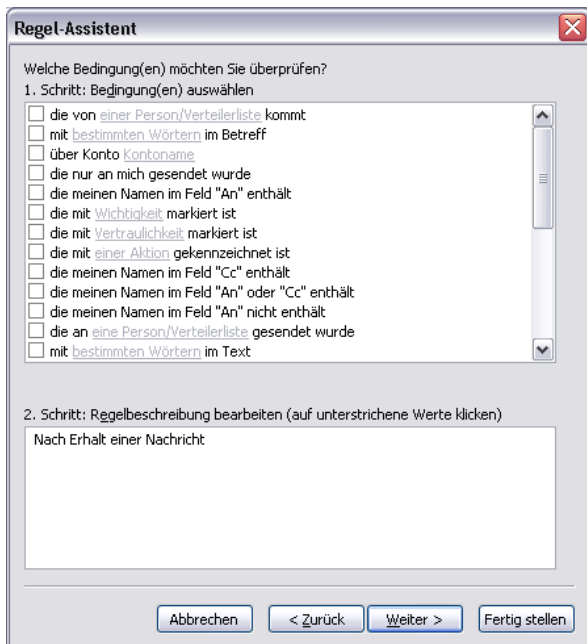 Regel-Assistent
Welche Bedingung(en) möchten Sie überprüfen?
1. Schritt: Bedingung(en) auswählen
die von einer Person/Verteilerliste kommt
mit bestimmten Wörtern im Betreff
über Konto Kontoname
die nur an mich gesendet wurde
die meinen Namen im Feld "An" enthält
die mit Wichtigkeit markiert ist
die mit Vertraulichkeit markiert ist
die mit einer Aktion gekennzeichnet ist
die meinen Namen im Feld "Cc" enthält
die meinen Namen im Feld "An" oder "Cc" enthält
die meinen Namen im Feld "An" nicht enthält
die an eine Person/Verteilerliste gesendet wurde
mit bestimmten Wörtern im Text
2. Schritt: Regelbeschreibung bearbeiten (auf unterstrichene Werte klicken)
Nach Erhalt einer Nachricht
Abbrechen < Zurück Weiter > Fertig stellen